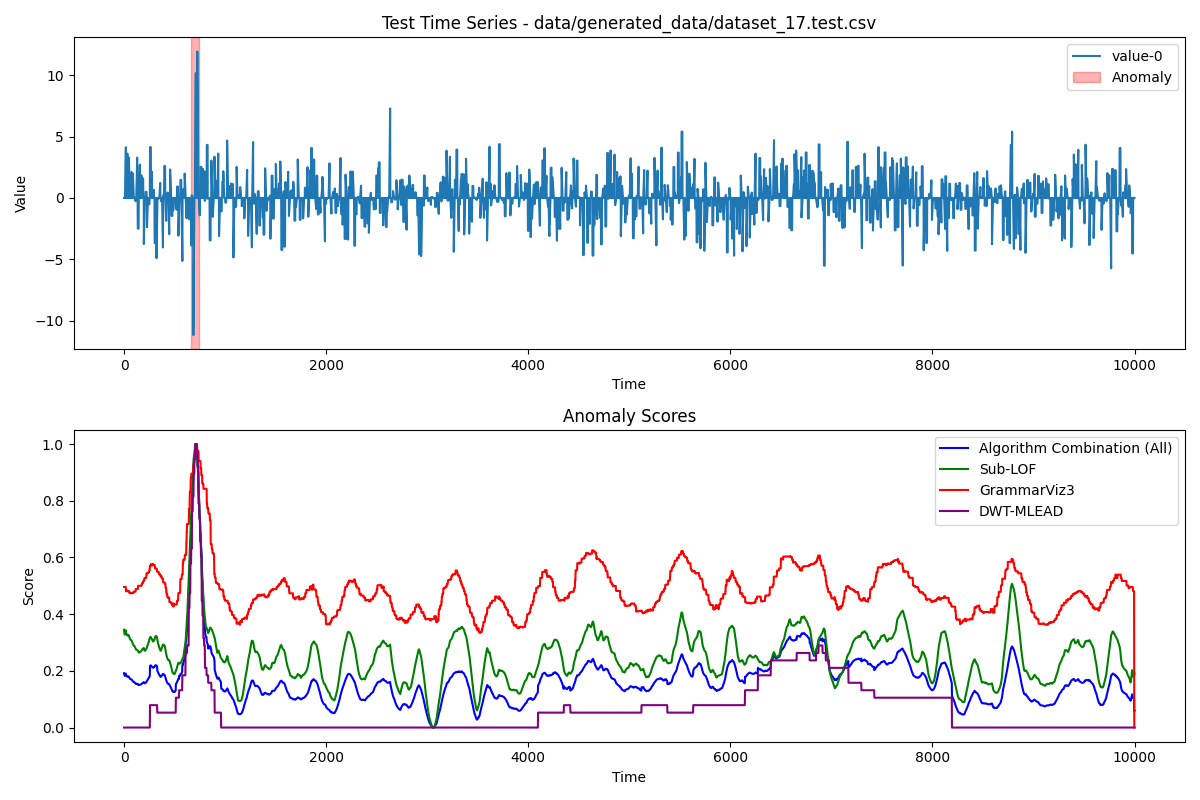 Test Time Series - data/generated_data/dataset_17.test.csv
value-0
Anomaly
Value
10
5
0
−5
−10
0
2000
4000
6000
8000
10000
Time
Anomaly Scores
Algorithm Combination (All)
Sub-LOF
GrammarViz3
DWT-MLEAD
Score
1.0
0.8
0.6
0.4
0.2
0.0
0
2000
4000
6000
8000
10000
Time